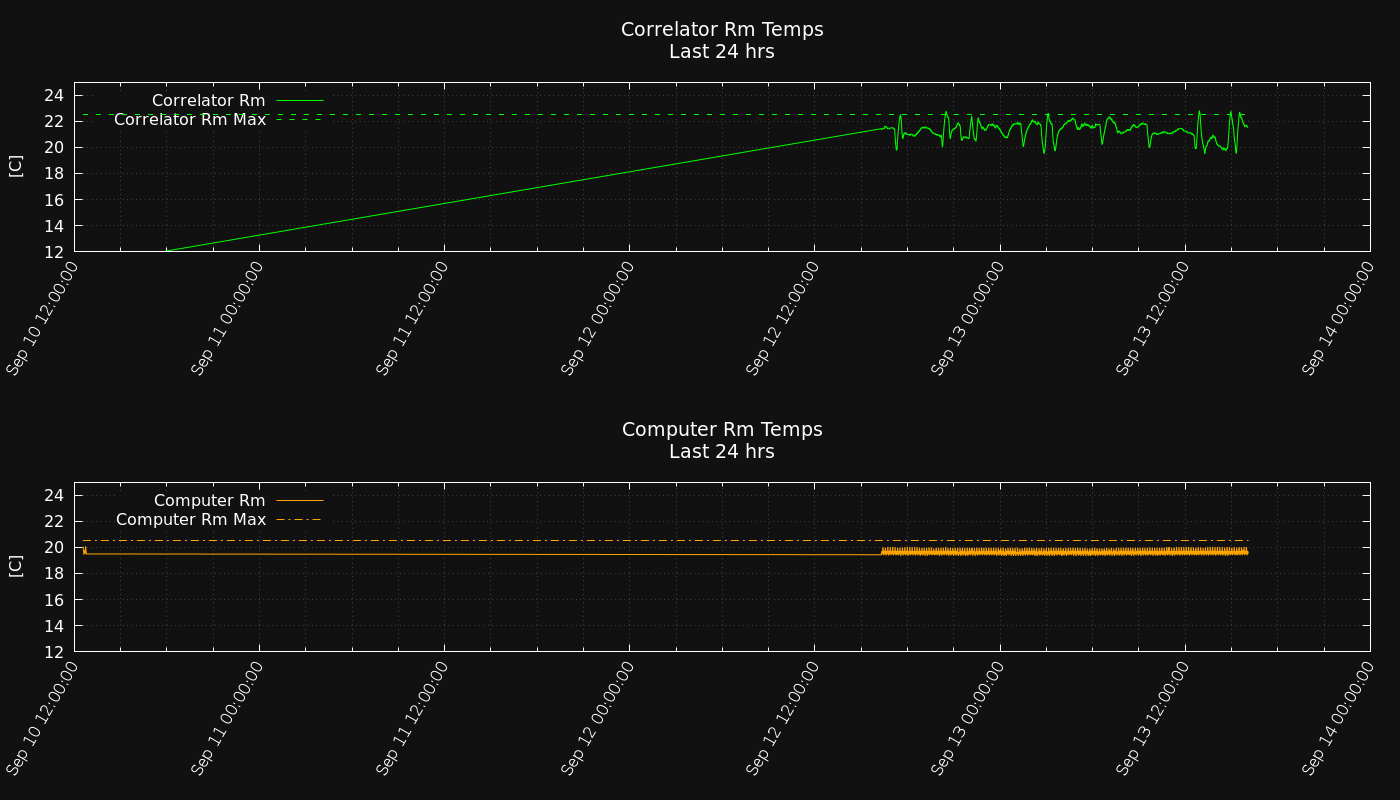 Correlator Rm Temps
Last 24 hrs
Correlator Rm
Correlator Rm Max
[C]
24
22
20
18
16
14
12
Sep 10 12:00:00
Sep 11 00:00:00
Sep 11 12:00:00
Sep 12 00:00:00
Sep 12 12:00:00
Sep 13 00:00:00
Sep 13 12:00:00
Sep 14 00:00:00
Computer Rm Temps
Last 24 hrs
Computer Rm
Computer Rm Max
[C]
24
22
20
18
16
14
12
Sep 10 12:00:00
Sep 11 00:00:00
Sep 11 12:00:00
Sep 12 00:00:00
Sep 12 12:00:00
Sep 13 00:00:00
Sep 13 12:00:00
Sep 14 00:00:00